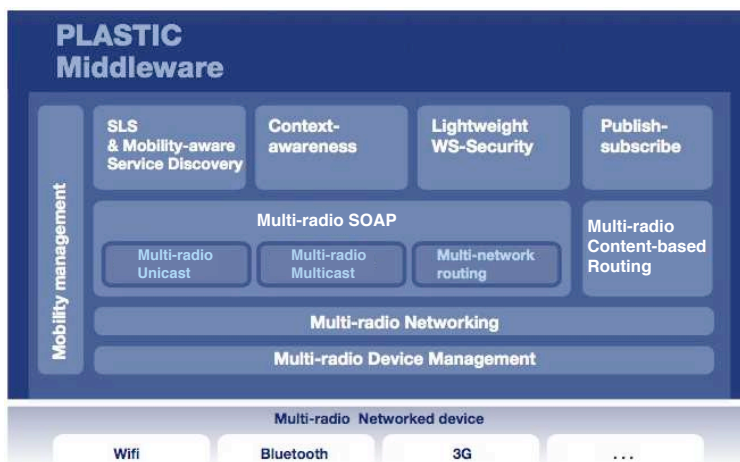 PLASTIC
Middleware
SLS
& Mobility-aware
Service Discovery
Context-
awareness
Lightweight
WS-Security
Publish-
subscribe
Mobility management
Multi-radio SOAP
Multi-radio
Unicast
Multi-radio
Multicast
Multi-network
routing
Multi-radio
Content-based
Routing
Multi-radio Networking
Multi-radio Device Management
Multi-radio Networked device
Wifi
Bluetooth
3G
...